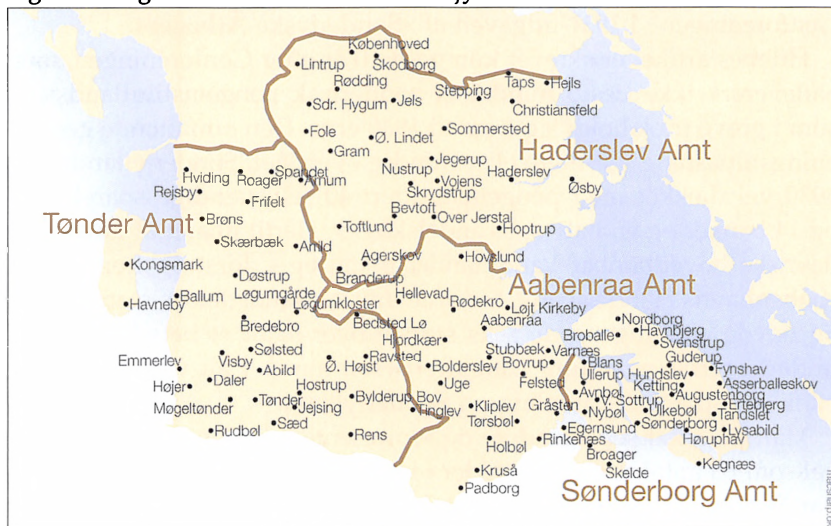 Københoved
Lintrup
Skodborg
Rødding
Taps
Hejls
Stepping
Sdr. Hygum
Jels
Christiansfeld
Fole
Ø. Lindet
Sommersted
Gram
Jegerup
Haderslev Amt
Hviding
Roager
Spandet
Arnum
Nustrup
Vojens
Haderslev
Rejsby
Skrydstrup
Øsby
Frifelt
Tønder Amt
Brøns
Bevtoft
Over Jerstal
Toftlund
Hoptrup
Skærbæk
Arrild
Agerskov
Hovslund
Kongsmark
Branderup
Døstrup
Aabenraa Amt
Havneby
Ballum
Løgumgårde
Hellevad
Løgumkloster
Rødekro
Løjt Kirkeby
Bredebro
Bedsted Lø
Aabenraa
Nordborg
Hjordkær
Broballe
Havnbjerg
Svenstrup
Emmerlev
Visby
Sølsted
Ø. Højst
Ravsted
Stubbæk
Varnæs
Guderup
Abild
Bolderslev
Bovrup
Blans
Fynshav
Højer
Daler
Hostrup
Uge
Felsted
Ullerup
Hundslev
Asserballeskov
Møgeltønder
Tønder
Jejsing
Bylderup Bov
Avnbøl
Ketting
Augustenborg
Tinglev
Kliplev
Gråsten
V. Sottrup
Ertebjerg
Rudbøl
Sæd
Rens
Tørsbøl
Nybøl
Ulkebøl
Tandslet
Egernsund
Sønderborg
Lysabild
Holbøl
Rinkenæs
Høruphav
Broager
Kruså
Skelde
Kegnæs
Padborg
Sønderborg Amt